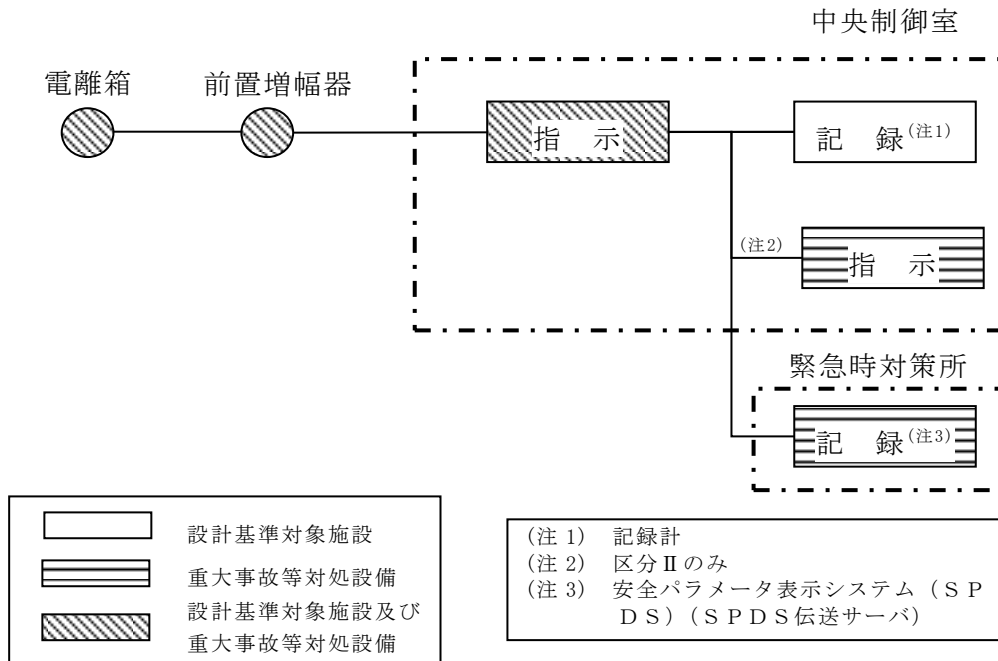 中央制御室
電離箱
前置増幅器
指 示
記 録(注1)
(注2)
指 示
緊急時対策所
記 録(注3)
設計基準対象施設
重大事故等対処設備
設計基準対象施設及び
重大事故等対処設備
(注 1) 記録計
(注 2) 区分Ⅱのみ
(注 3) 安全パラメータ表示システム（ＳＰ
ＤＳ）（ＳＰＤＳ伝送サーバ）